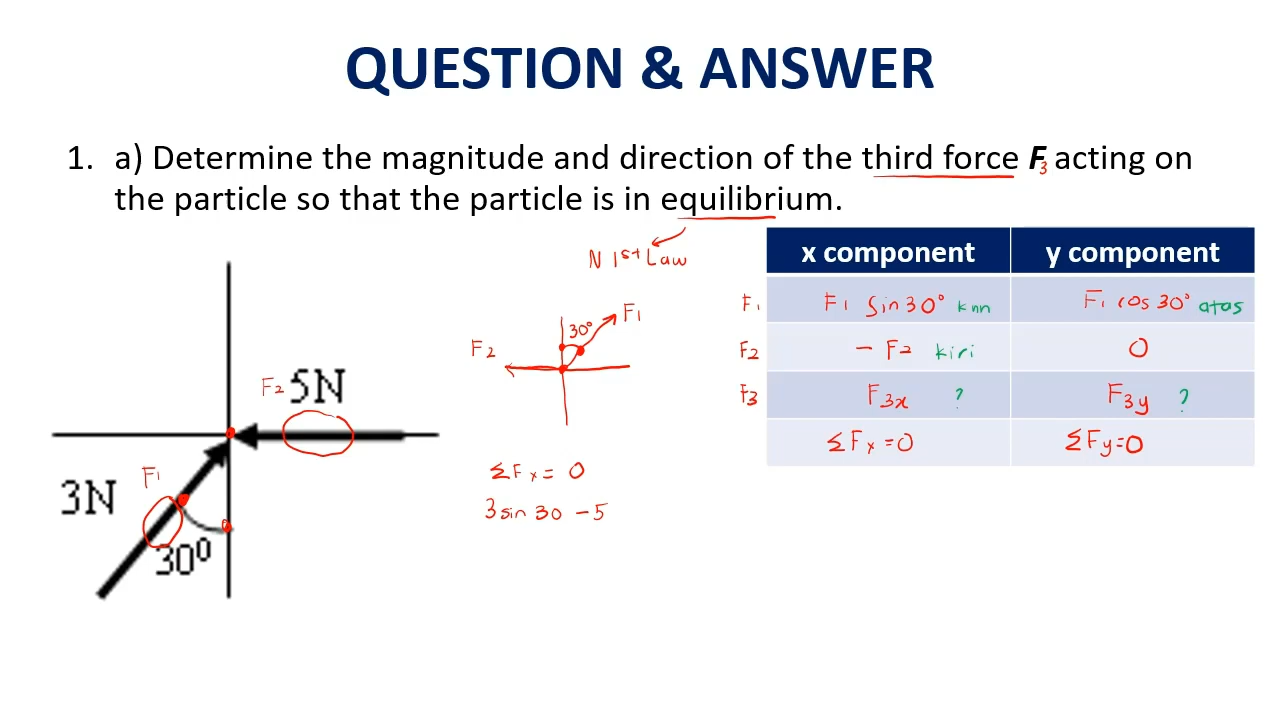 QUESTION & ANSWER
1. a) Determine the magnitude and direction of the third force F₃ acting on
the particle so that the particle is in equilibrium.
N 1st Law
x component
y component
F₁
F₁ sin 30° knn
F₁ cos 30° atas
F₂
- F₂ kiri
0
F₃
F₃x ?
F₃y ?
ΣFx = 0
ΣFy = 0
F₂
5N
F₁
3N
30⁰
30°
F₁
F₂
ΣFx = 0
3 sin 30 - 5